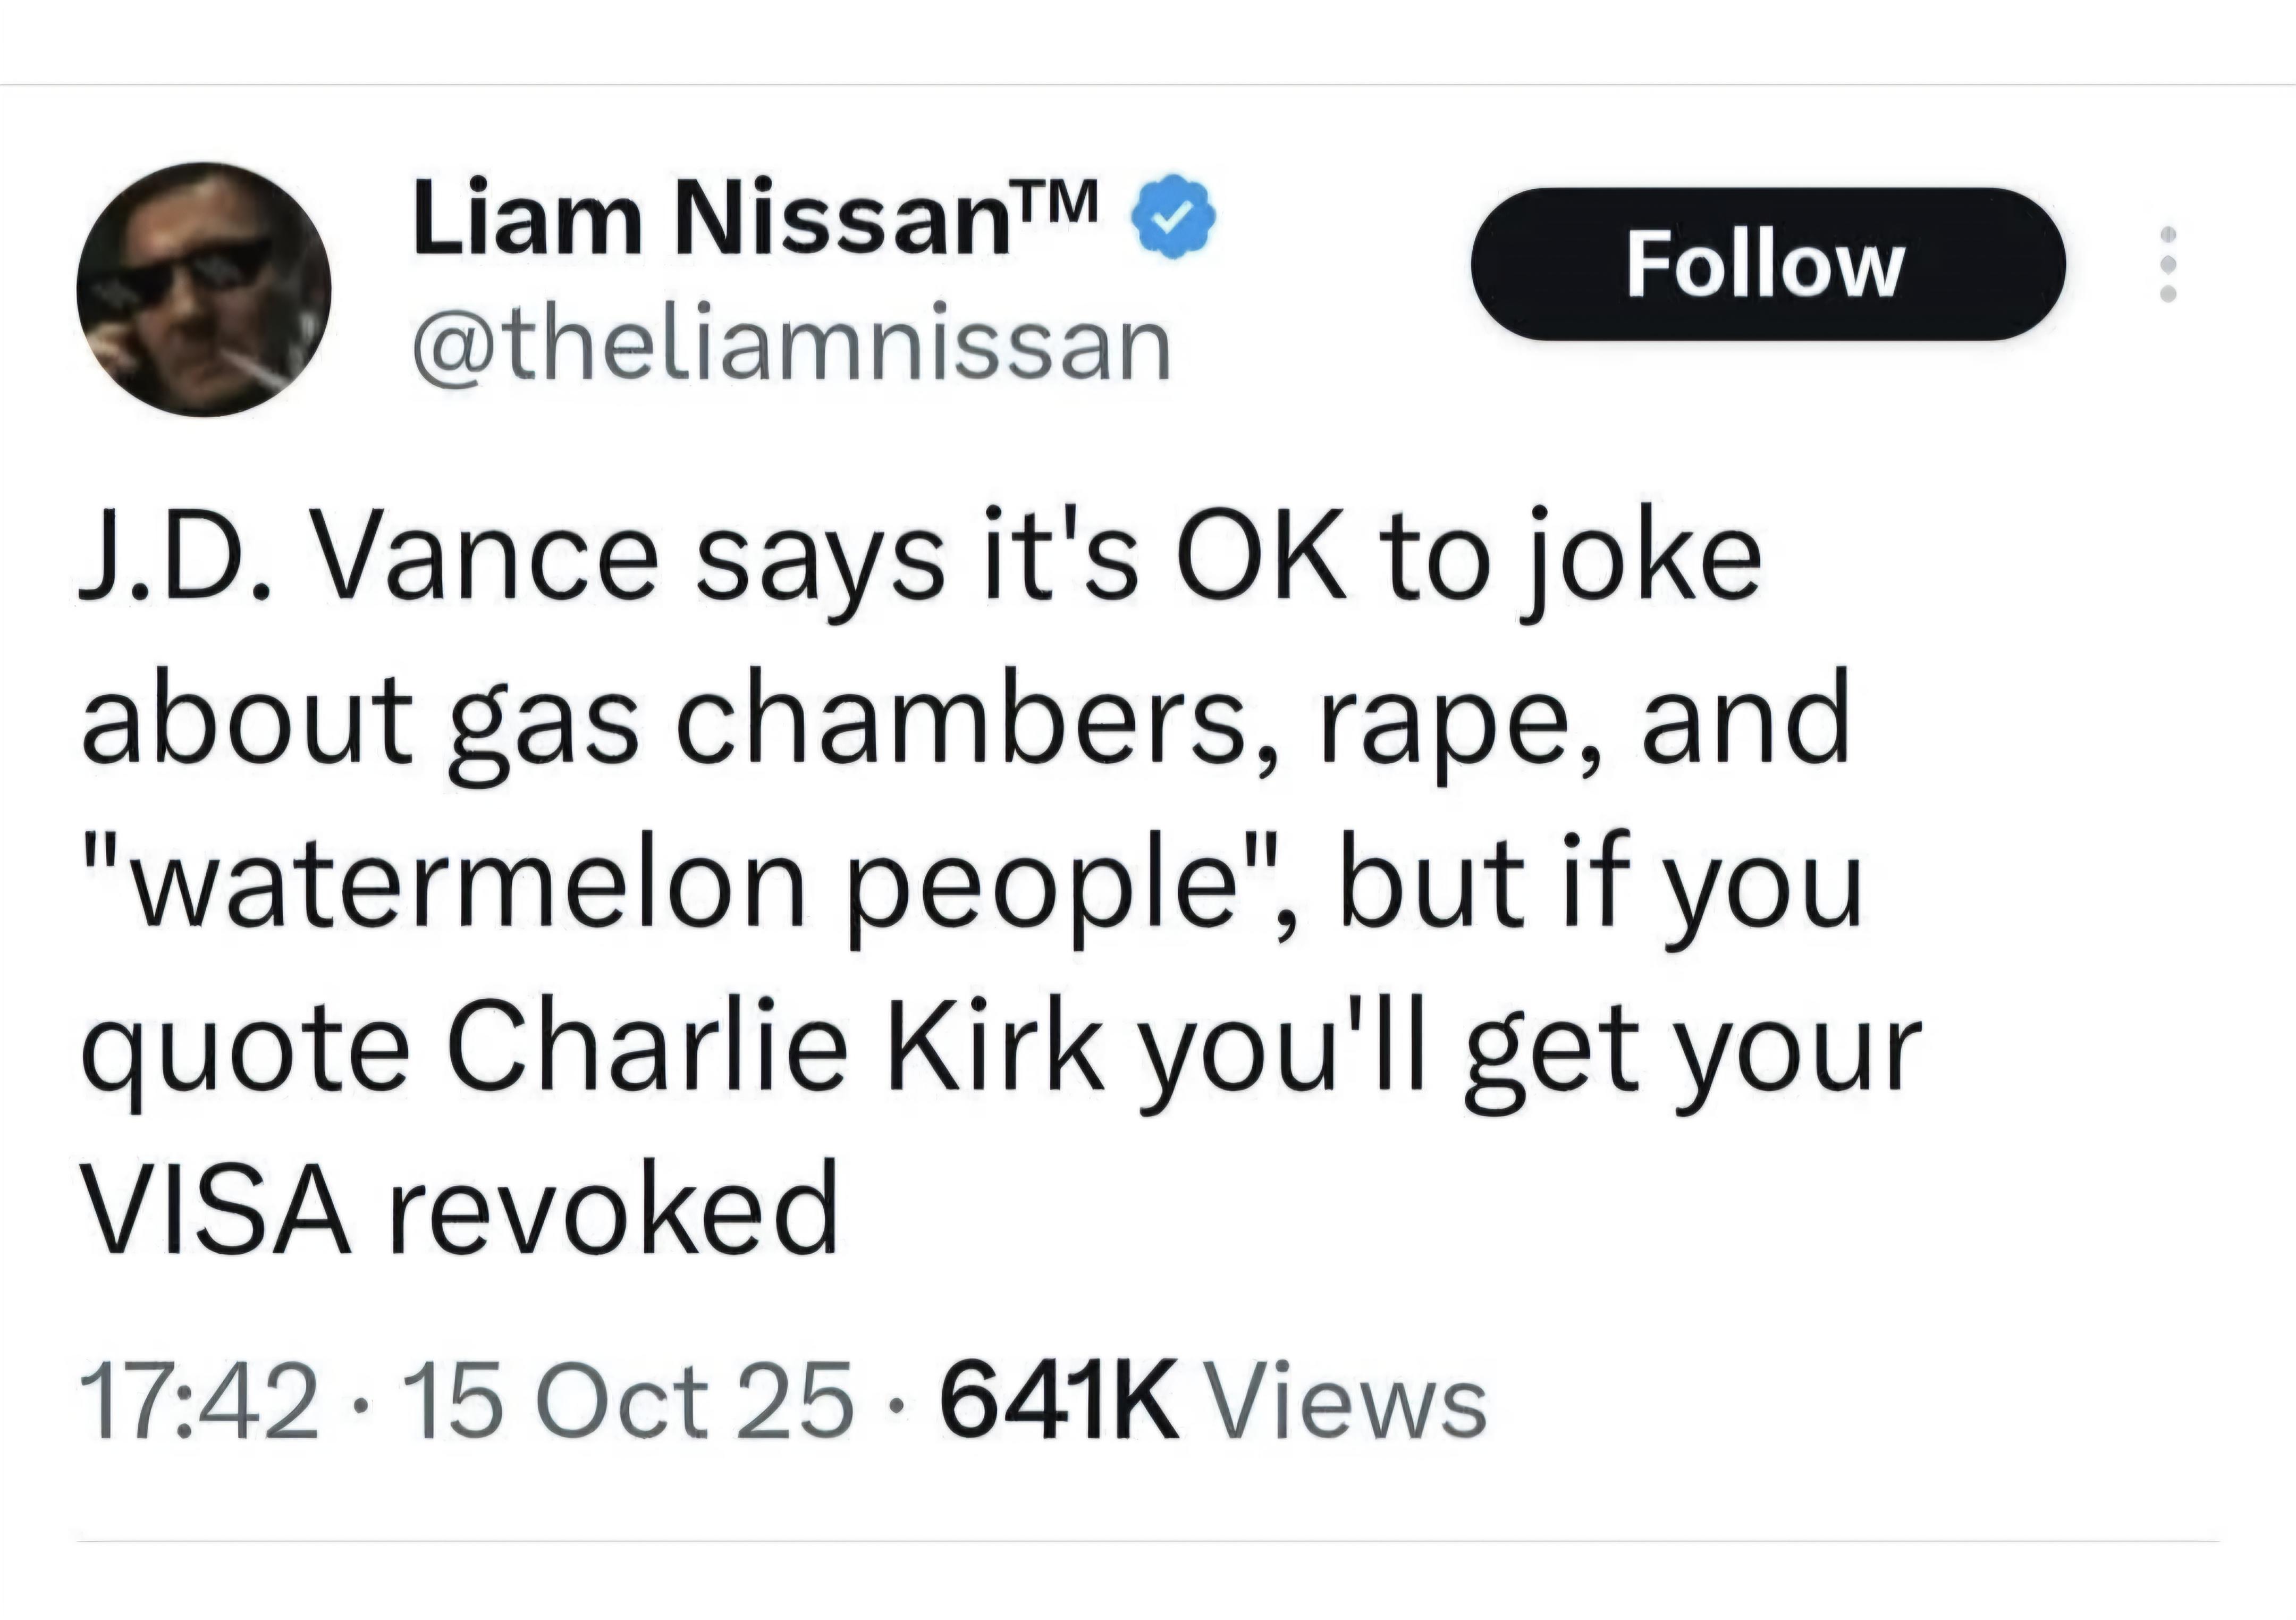 Liam Nissan™
@theliamnissan
Follow
J.D. Vance says it's OK to joke
about gas chambers, rape, and
"watermelon people", but if you
quote Charlie Kirk you'll get your
VISA revoked
17:42 · 15 Oct 25 · 641K Views